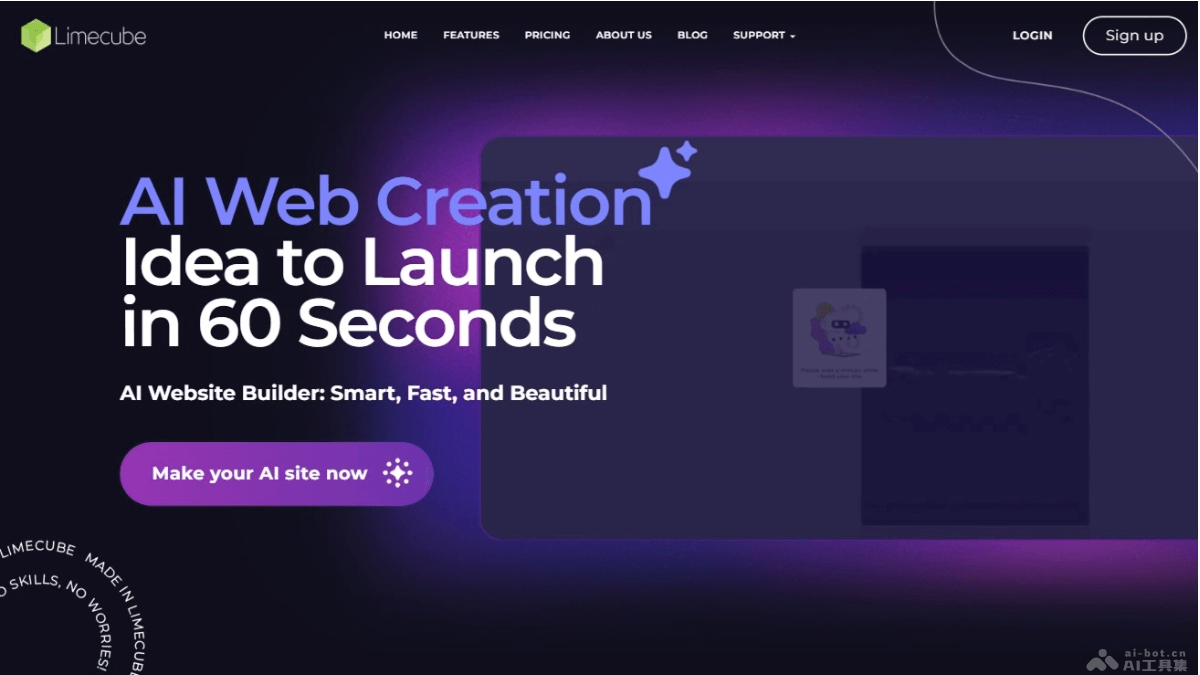 Limecube
HOME
FEATURES
PRICING
ABOUT US
BLOG
SUPPORT
LOGIN
Sign up
AI Web Creation
Idea to Launch
in 60 Seconds
AI Website Builder: Smart, Fast, and Beautiful
Make your AI site now
LIMECUBE MADE IN LIMECUBE
SKILLS, NO WORRIES!
ai-bot.cn
AI工具集